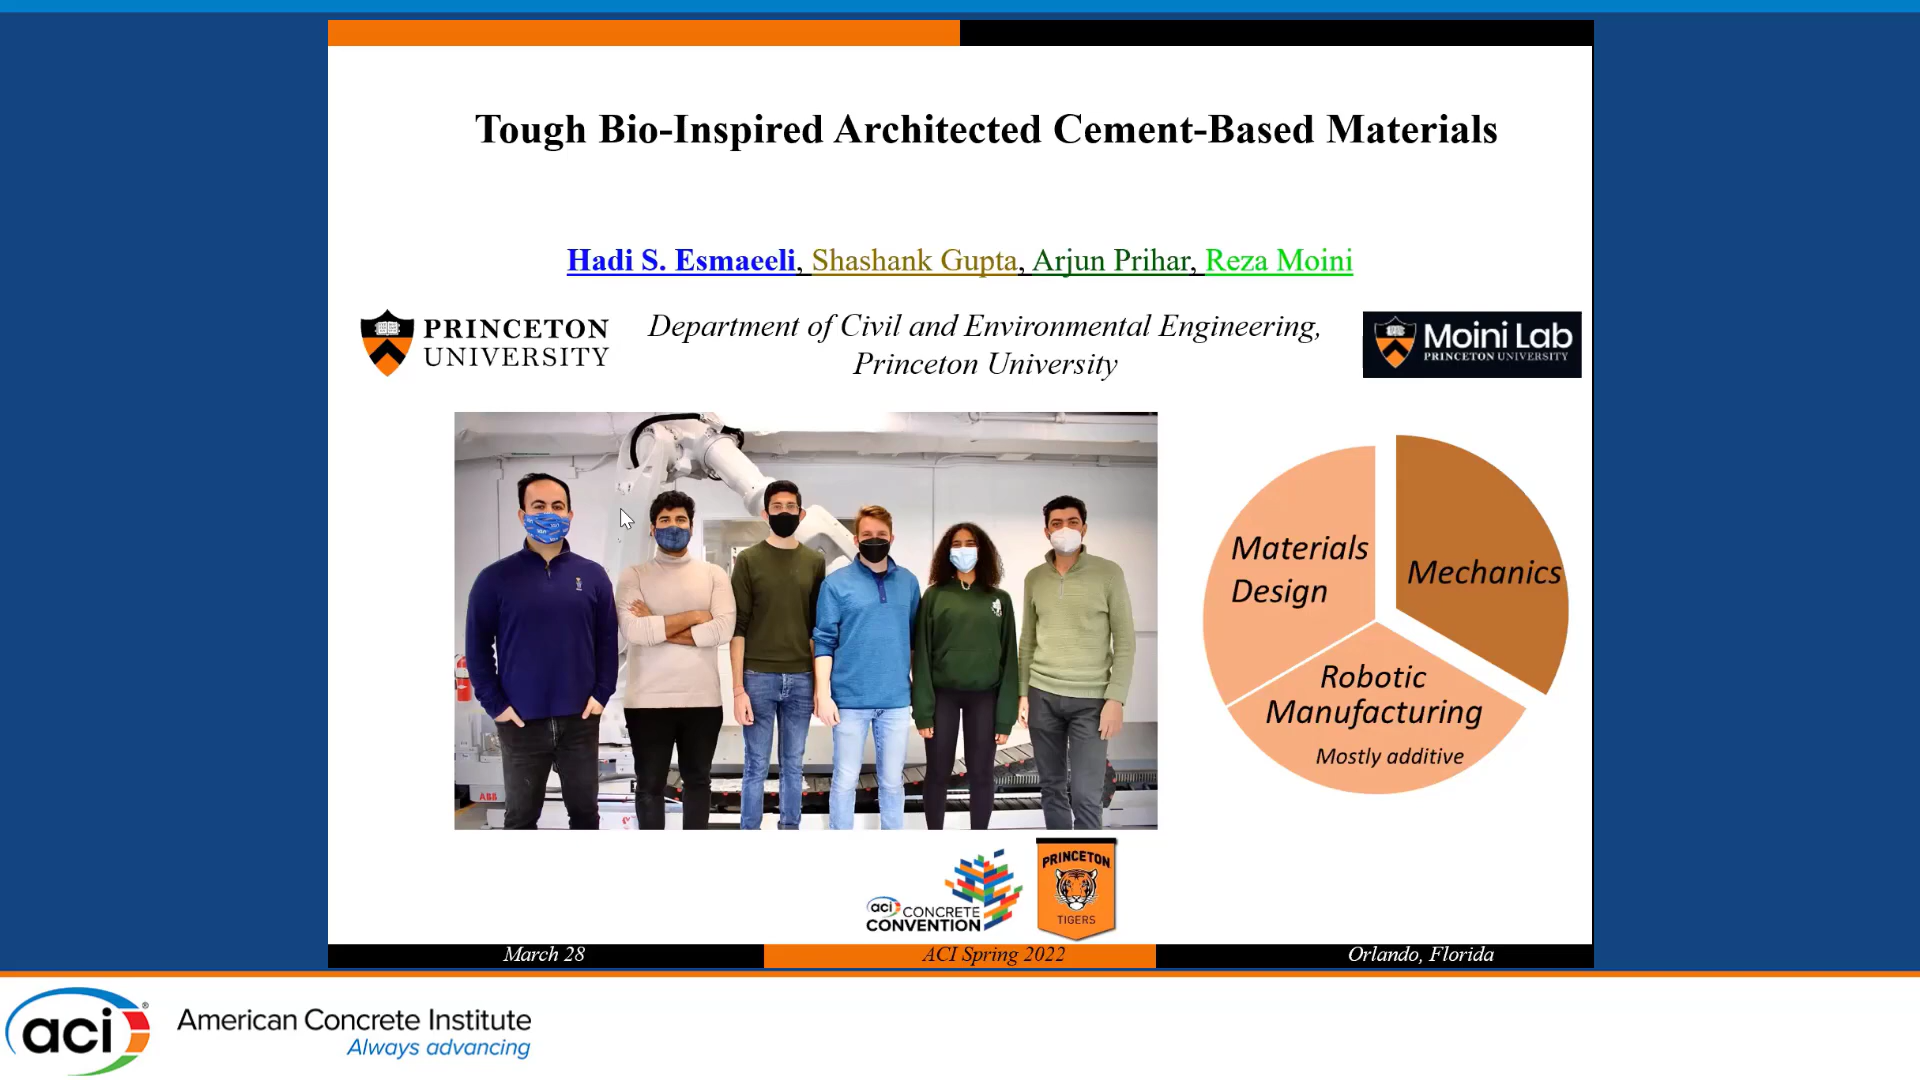 Tough Bio-Inspired Architected Cement-Based Materials
Hadi S. Esmaeeli, Shashank Gupta, Arjun Prihar, Reza Moini
PRINCETON
UNIVERSITY
Department of Civil and Environmental Engineering,
Princeton University
Moini Lab
PRINCETON UNIVERSITY
Materials
Design
Mechanics
Robotic
Manufacturing
Mostly additive
ABB
aci CONCRETE
CONVENTION
PRINCETON
TIGERS
March 28
ACI Spring 2022
Orlando, Florida
aci®
American Concrete Institute
Always advancing